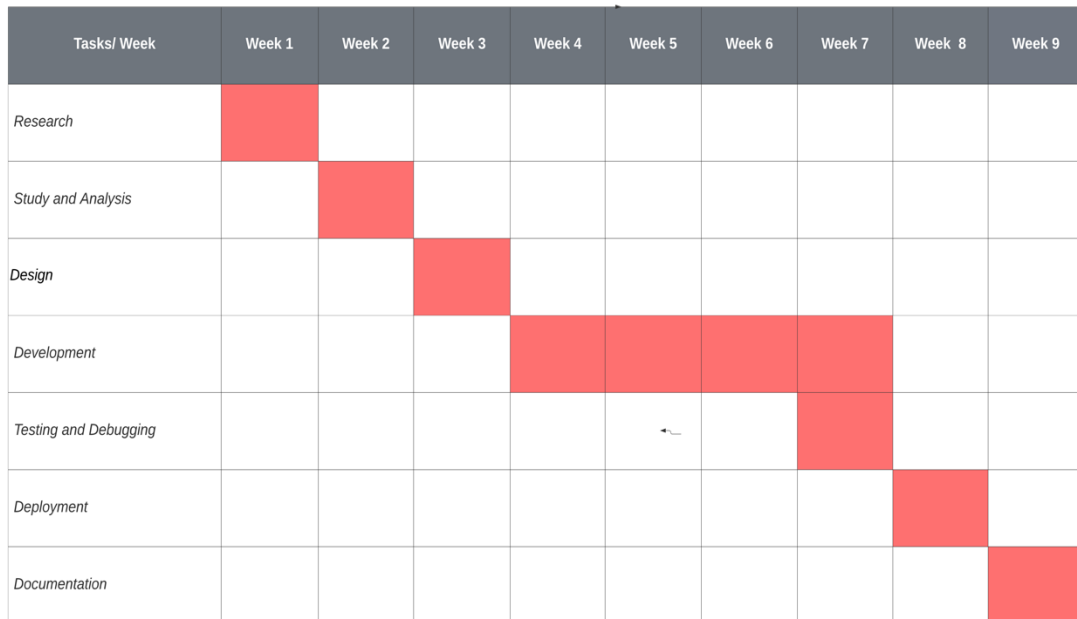 Tasks/ Week Week 1 Week 2 Week 3 Week 4 Week 5 Week 6 Week 7 Week 8 Week 9
Research
Study and Analysis
Design
Development
Testing and Debugging
Deployment
Documentation